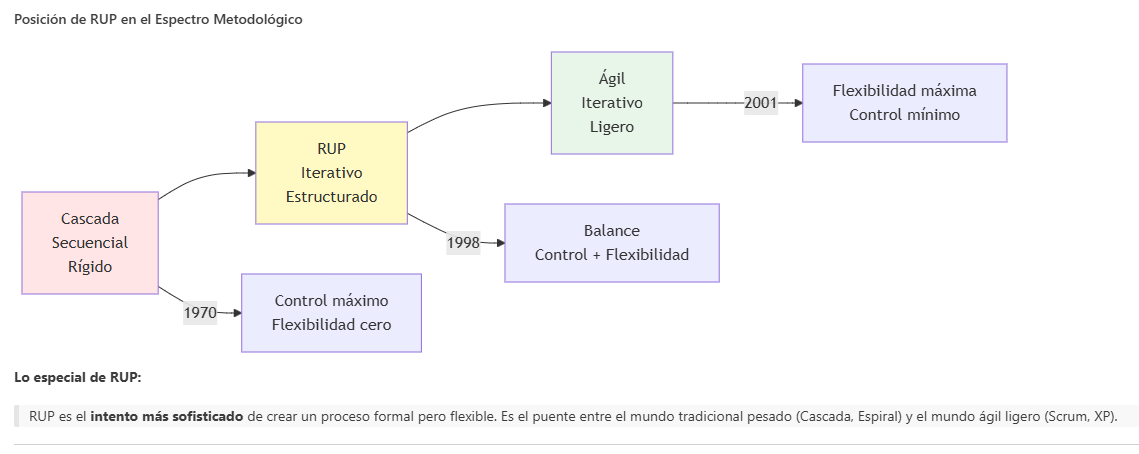 Posición de RUP en el Espectro Metodológico
Cascada
Secuencial
Rígido
1970
Control máximo
Flexibilidad cero
RUP
Iterativo
Estructurado
1998
Balance
Control + Flexibilidad
Ágil
Iterativo
Ligero
2001
Flexibilidad máxima
Control mínimo
Lo especial de RUP:
RUP es el intento más sofisticado de crear un proceso formal pero flexible. Es el puente entre el mundo tradicional pesado (Cascada, Espiral) y el mundo ágil ligero (Scrum, XP).